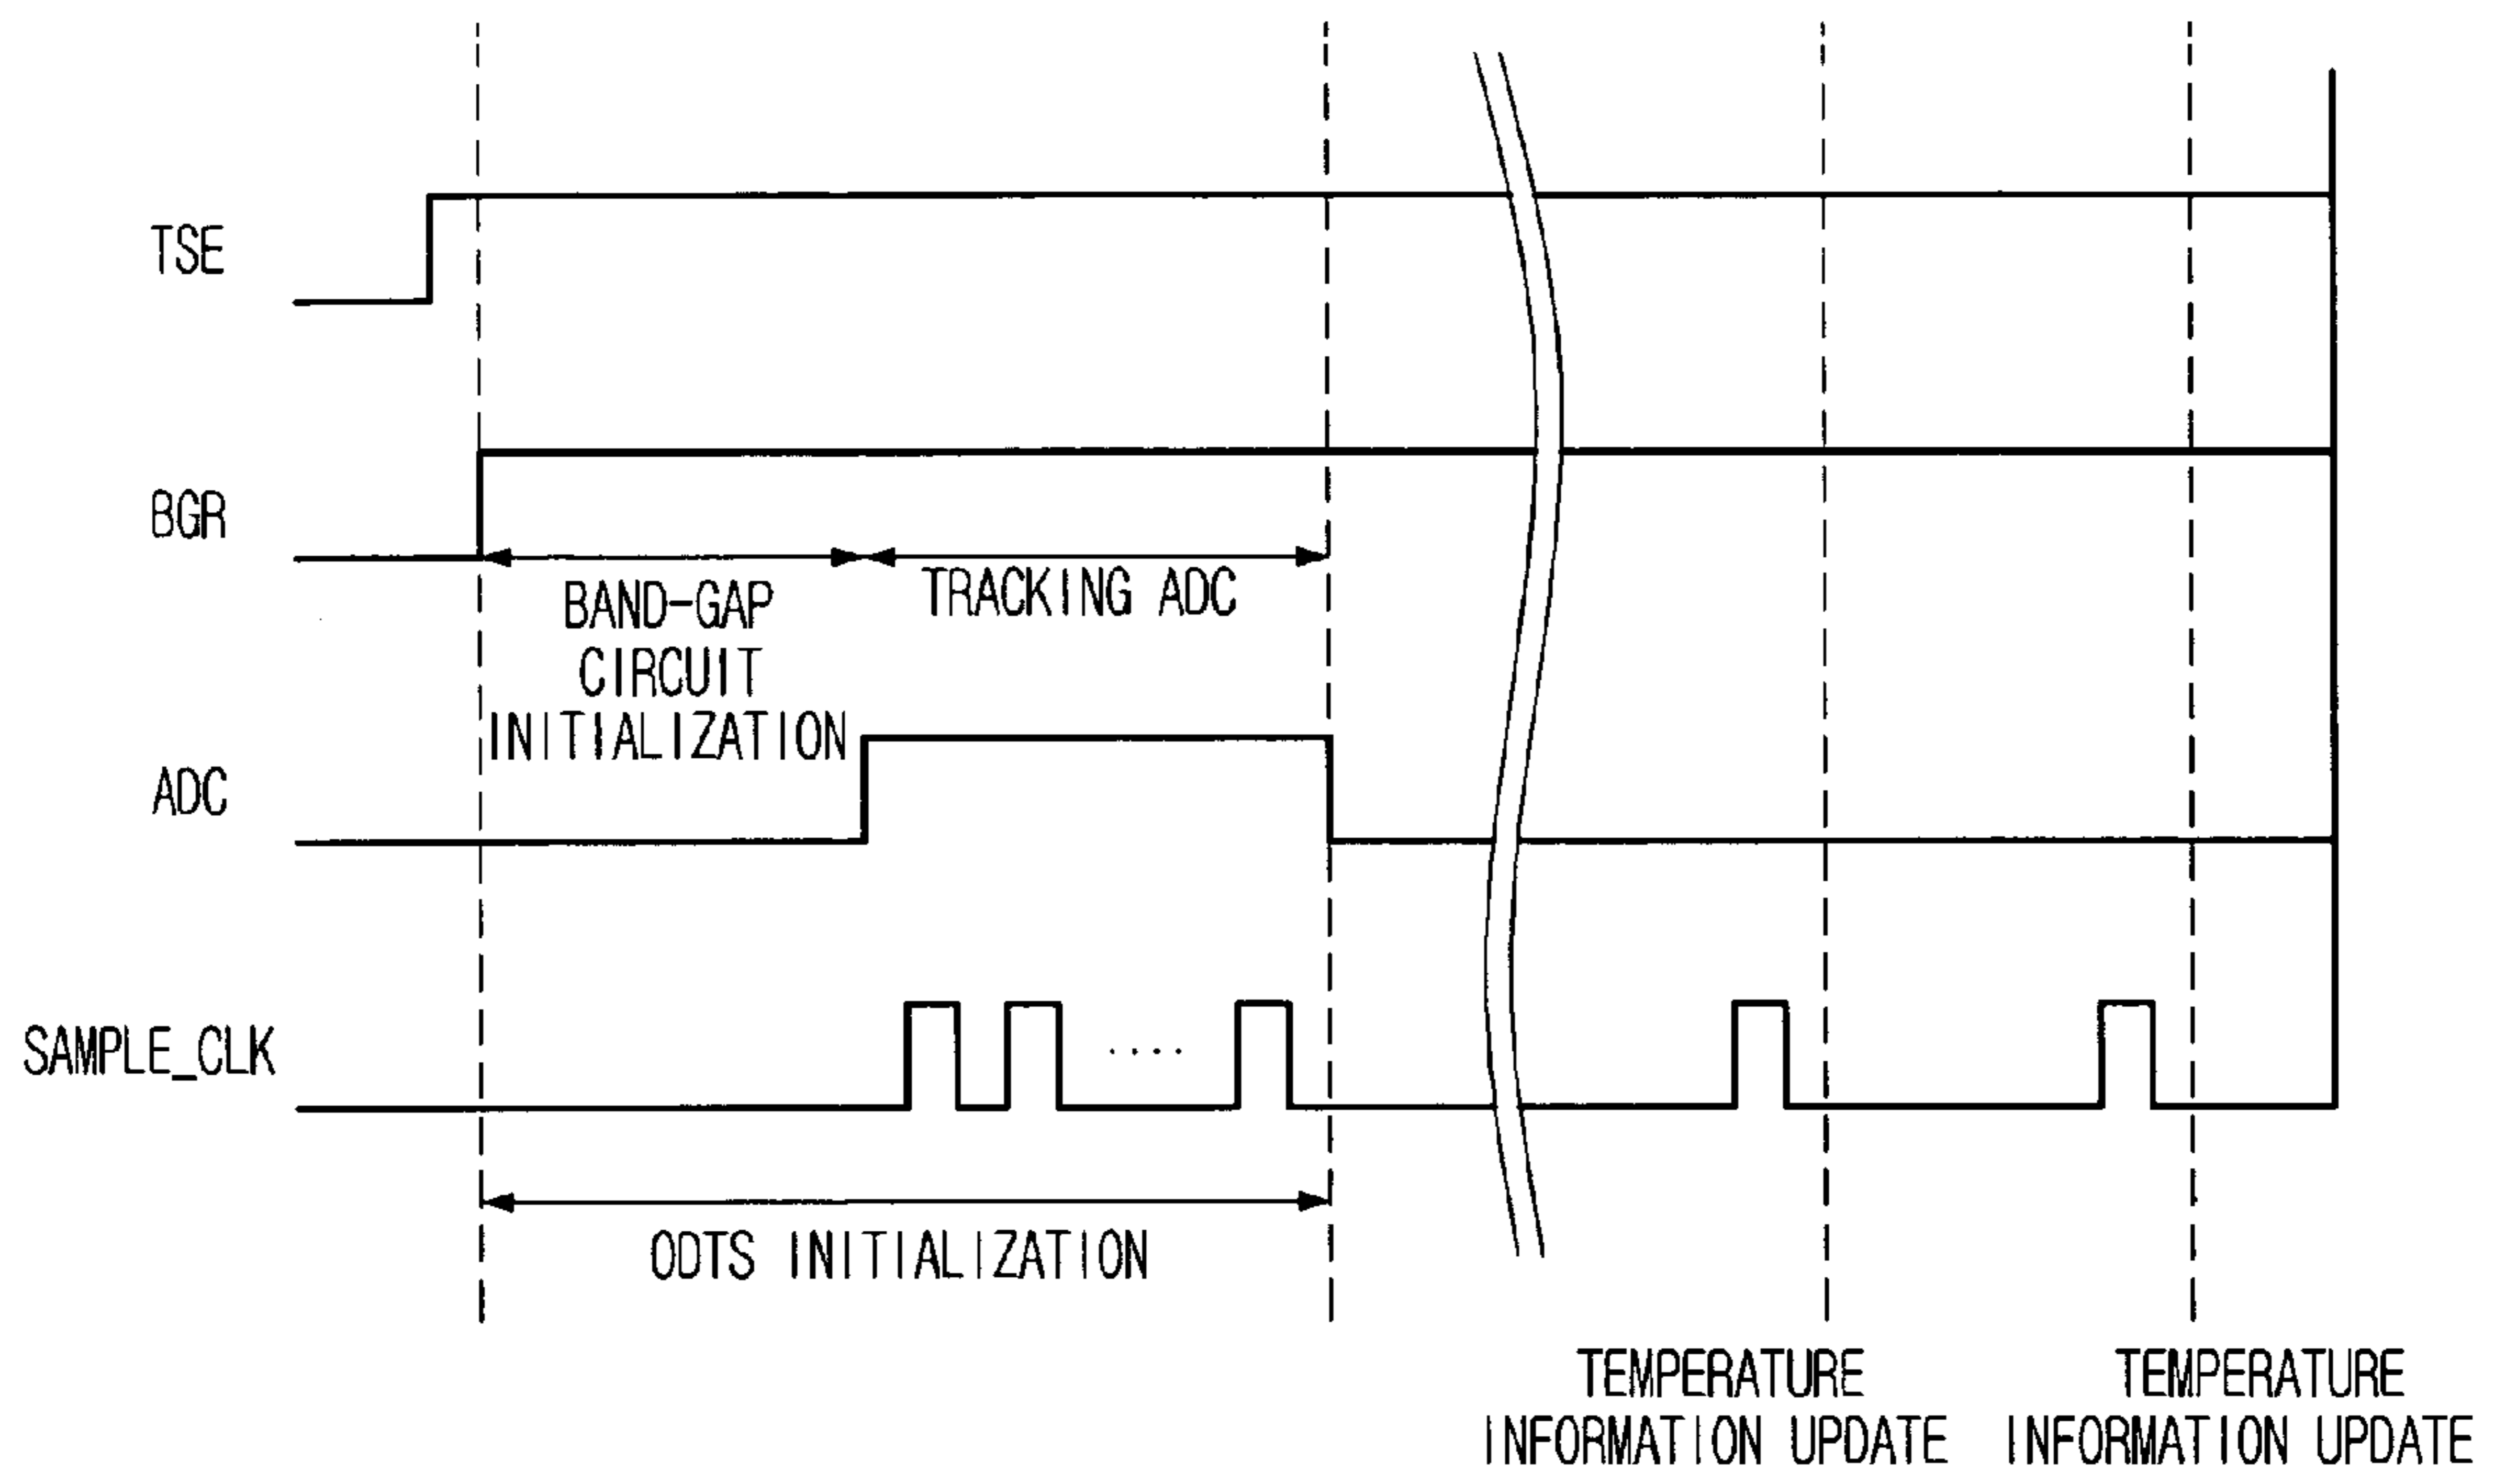 TSE
BGR
BAND-GAP
CIRCUIT
INITIALIZATION
TRACKING ADC
ADC
SAMPLE_CLK
....
ODTS INITIALIZATION
TEMPERATURE
INFORMATION UPDATE
TEMPERATURE
INFORMATION UPDATE